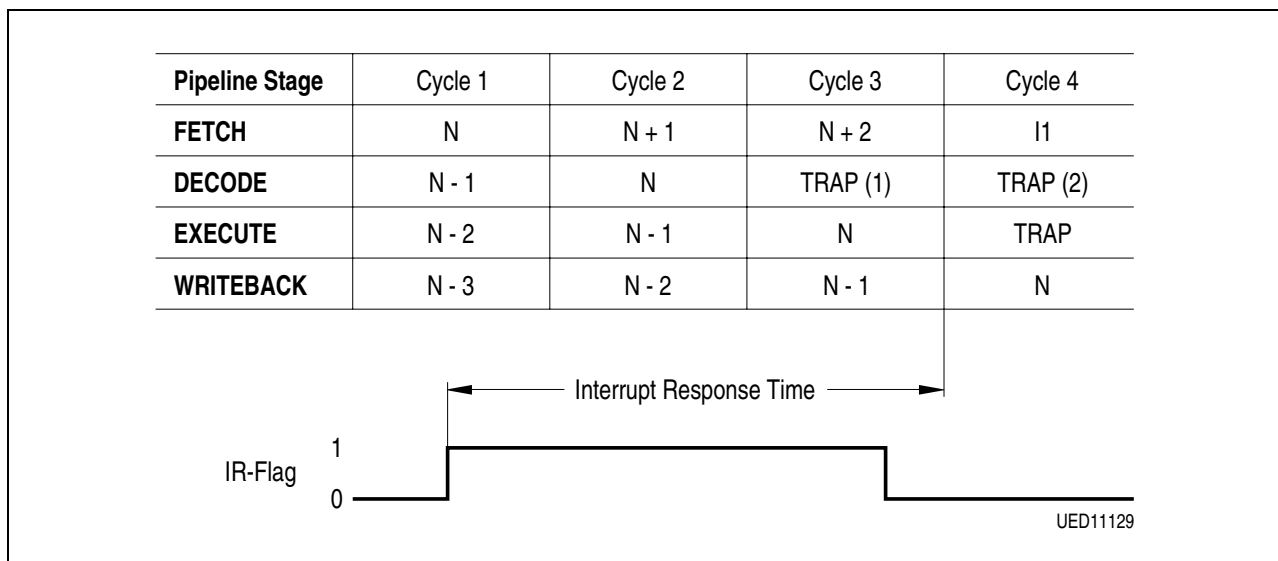 Pipeline Stage Cycle 1 Cycle 2 Cycle 3 Cycle 4
FETCH N N + 1 N + 2 I1
DECODE N - 1 N TRAP (1) TRAP (2)
EXECUTE N - 2 N - 1 N TRAP
WRITEBACK N - 3 N - 2 N - 1 N
Interrupt Response Time
1
IR-Flag
0
UED11129